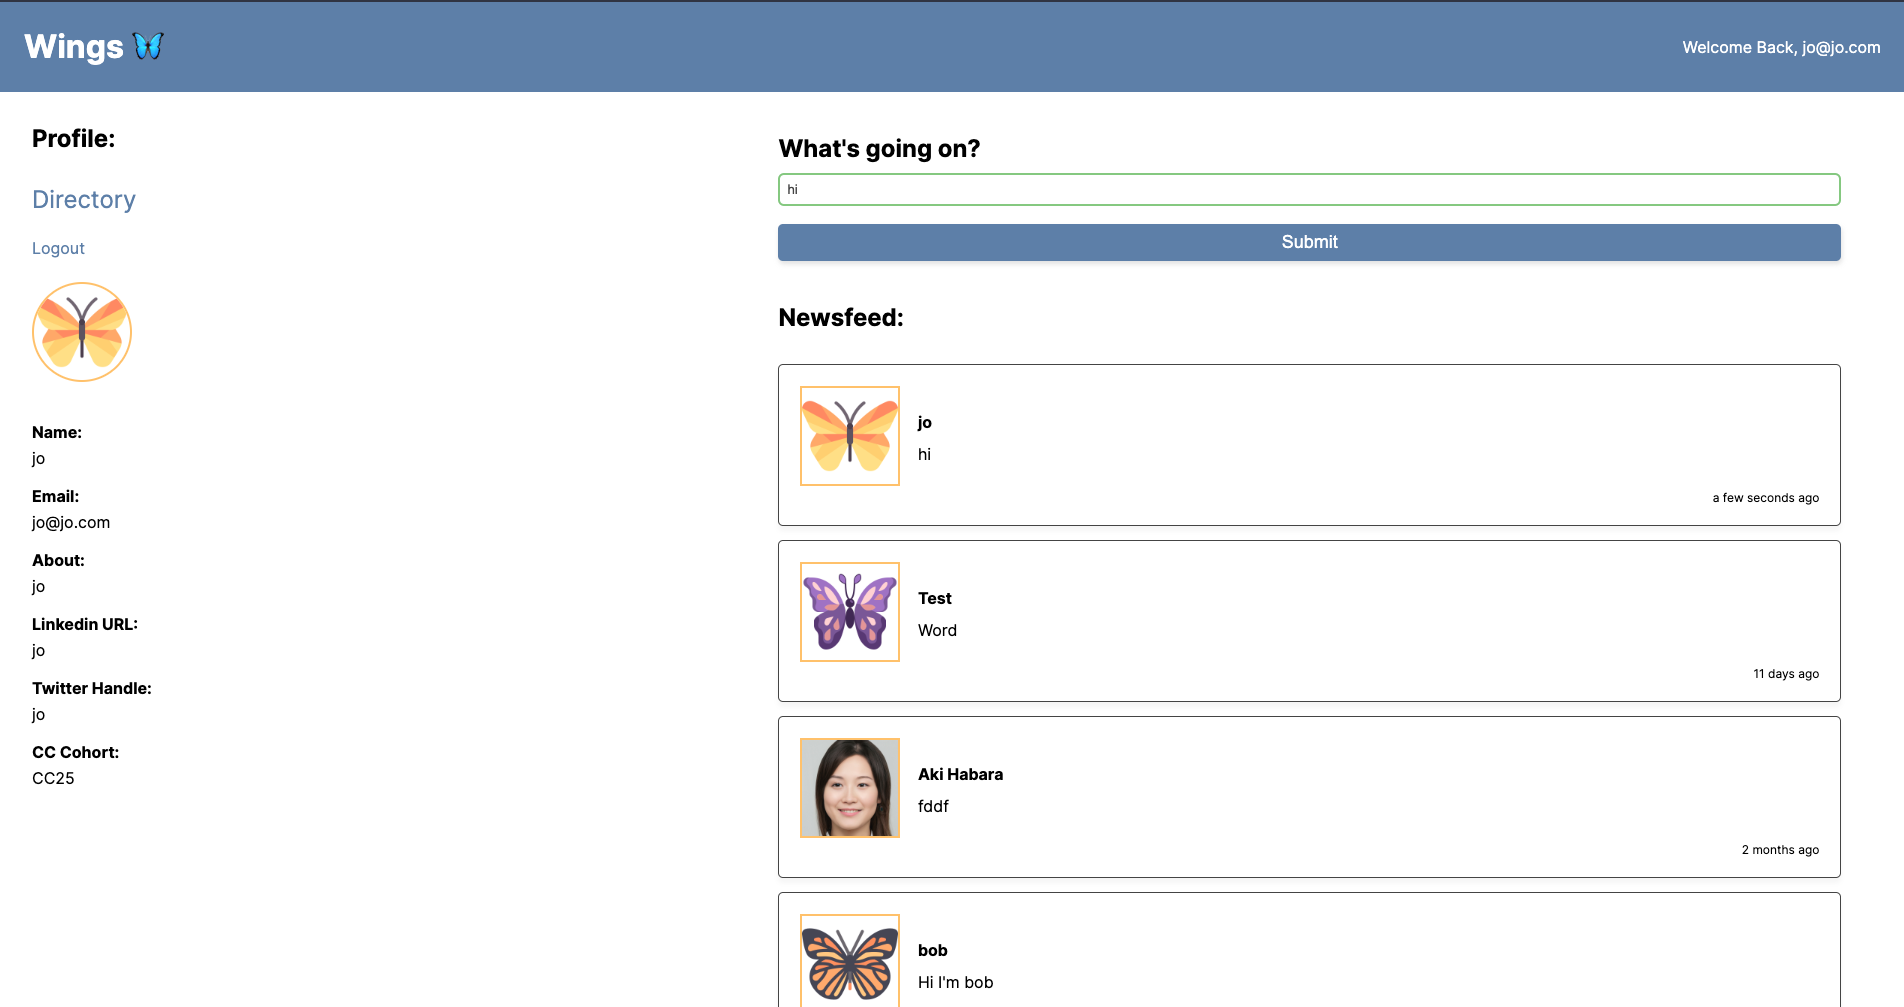 Wings 🦋
Welcome Back, jo@jo.com
Profile:
Directory
Logout
Name:
jo
Email:
jo@jo.com
About:
jo
Linkedin URL:
jo
Twitter Handle:
jo
CC Cohort:
CC25
What's going on?
hi
Submit
Newsfeed:
jo
hi
a few seconds ago
Test
Word
11 days ago
Aki Habara
fddf
2 months ago
bob
Hi I'm bob